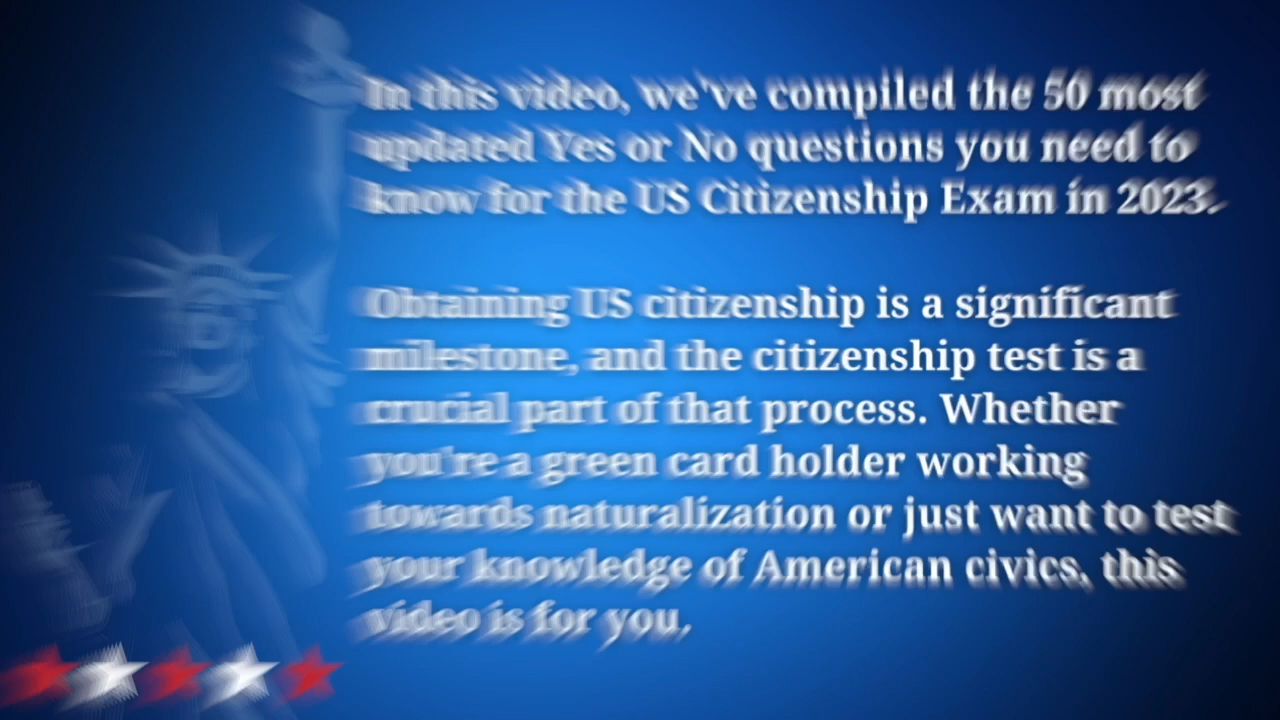 In this video, we've compiled the 50 most
updated Yes or No questions you need to
know for the US Citizenship Exam in 2023.
Obtaining US citizenship is a significant
milestone, and the citizenship test is a
crucial part of that process. Whether
you're a green card holder working
towards naturalization or just want to test
your knowledge of American civics, this
video is for you.